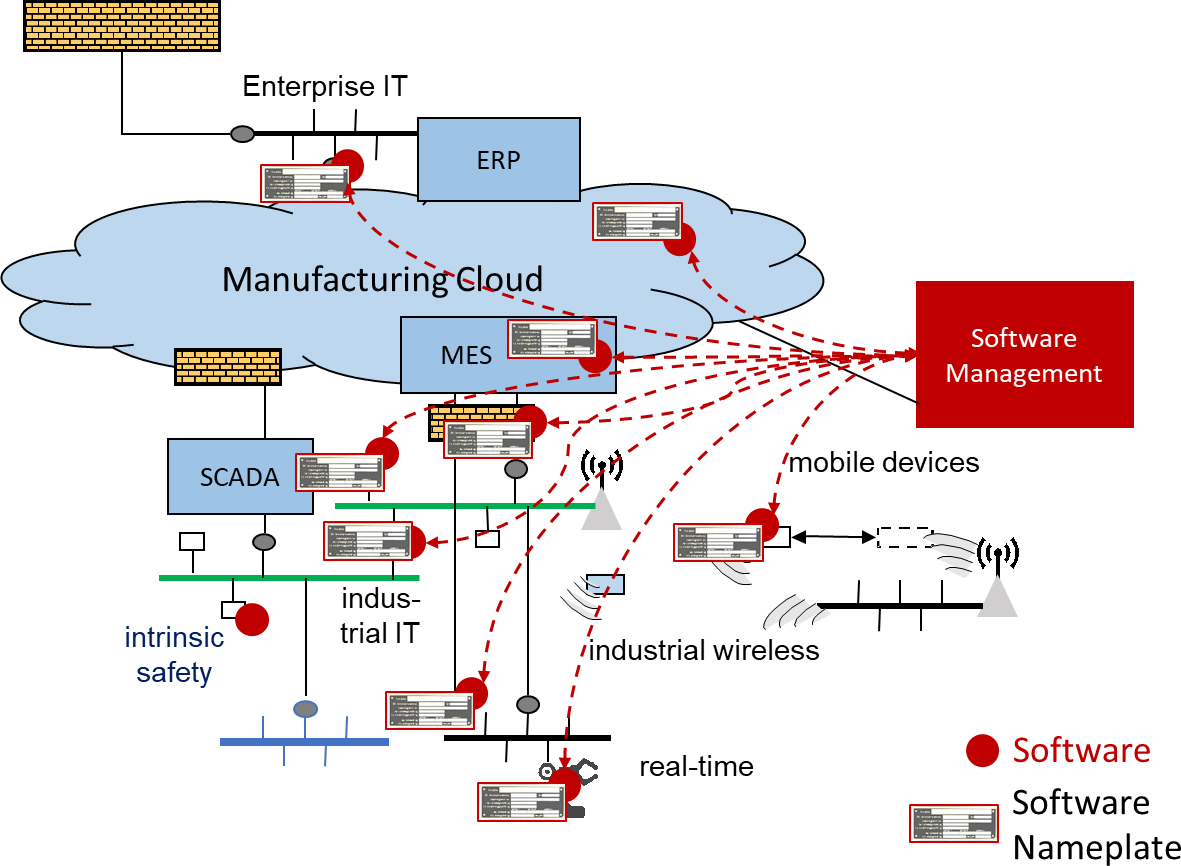 Enterprise IT
ERP
Manufacturing Cloud
MES
Software
Management
SCADA
mobile devices
indus-
trial IT
intrinsic
safety
industrial wireless
real-time
Software
Software
Nameplate